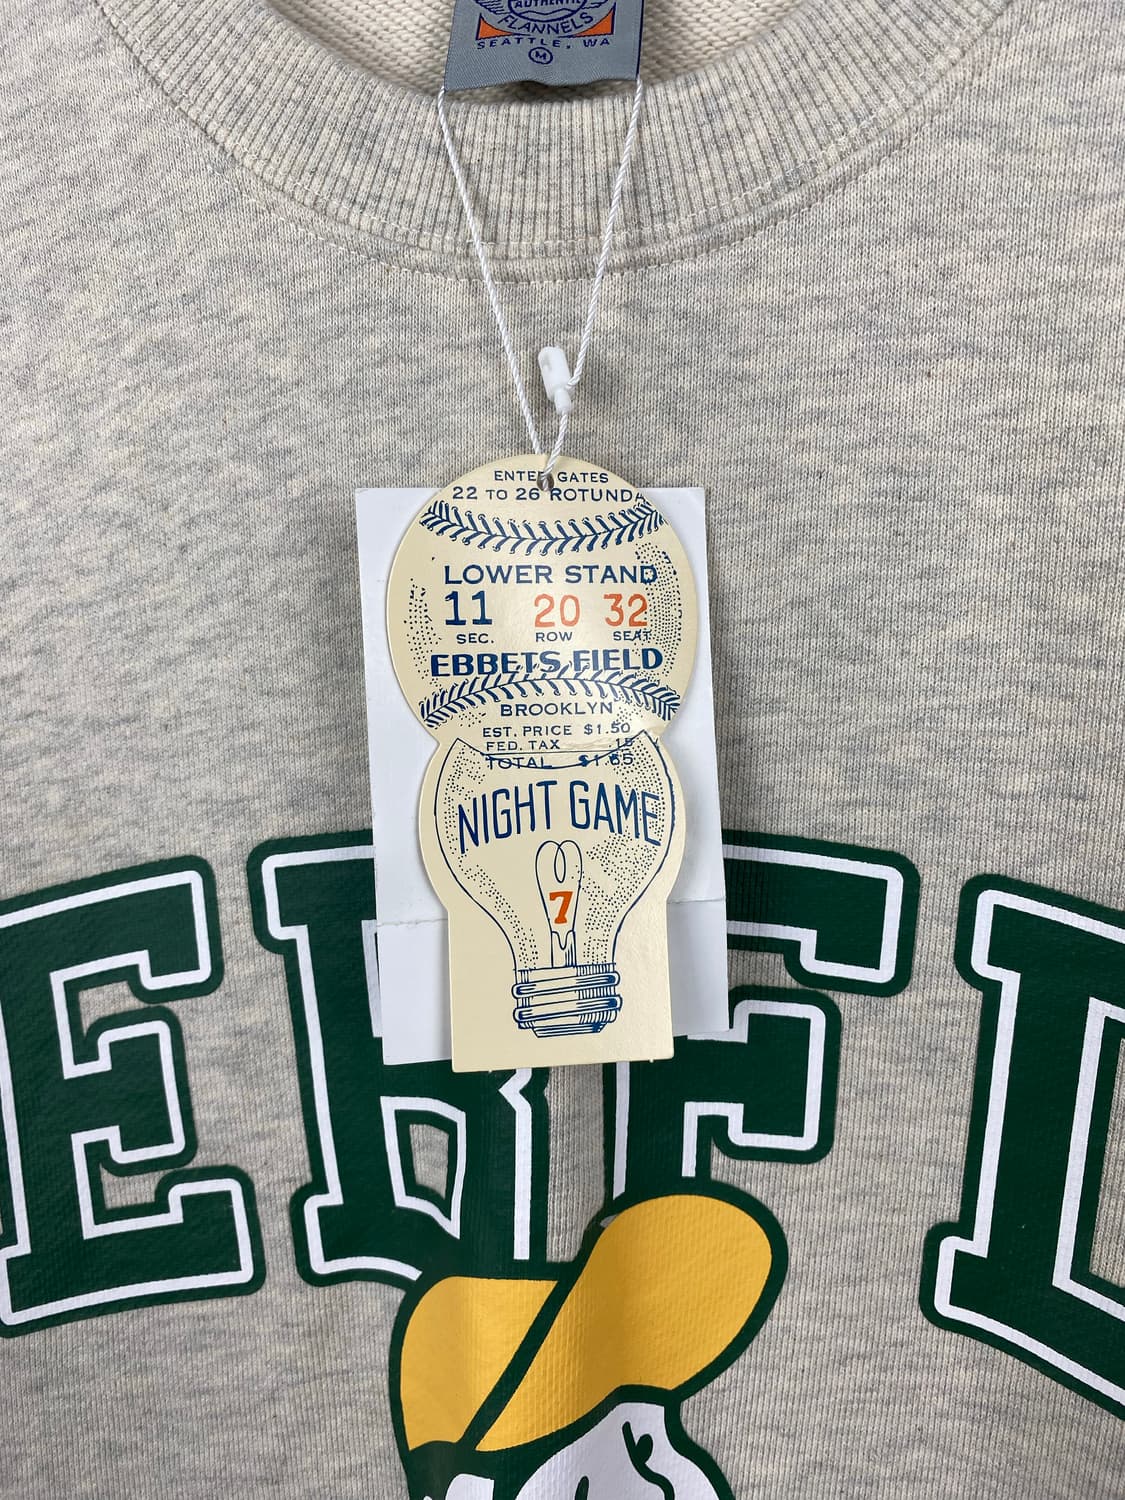 AUTHENTIC
FLANNELS
SEATTLE, WA
M
ENTER GATES
22 TO 26 ROTUNDA
LOWER STAND
11 20 32
SEC. ROW SEAT
EBBETS FIELD
BROOKLYN
EST. PRICE $1.50
FED. TAX .15
TOTAL $1.65
NIGHT GAME
7